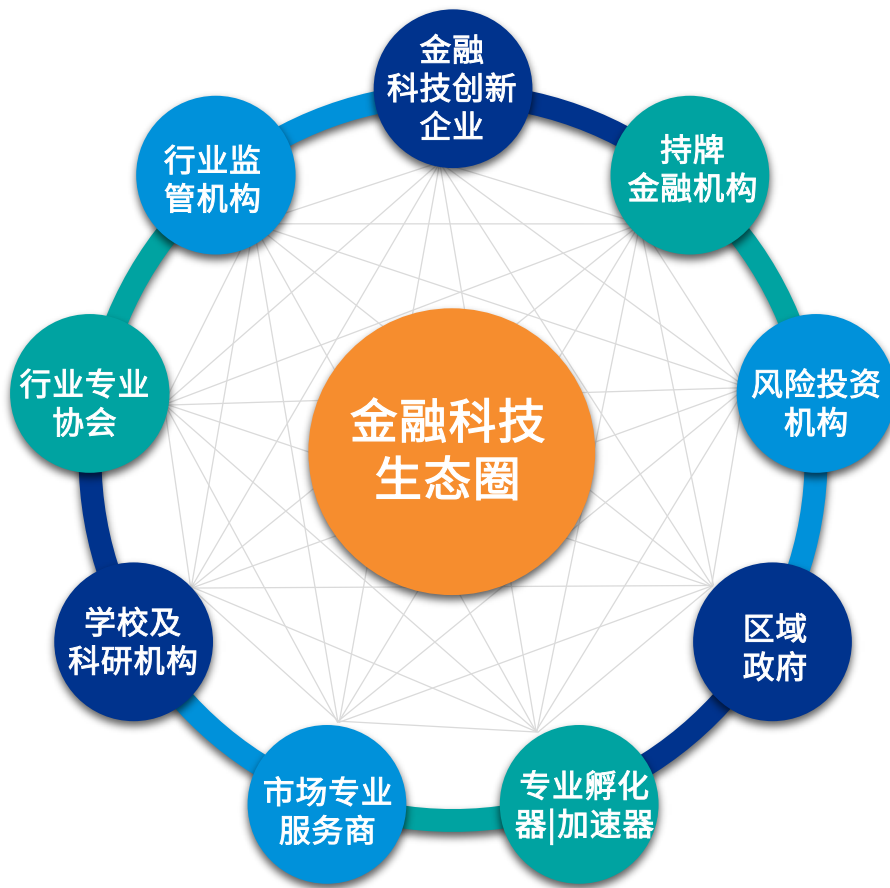 金融
科技创新
企业
持牌
金融机构
风险投资
机构
区域
政府
专业孵化
器|加速器
市场专业
服务商
学校及
科研机构
行业专业
协会
行业监
管机构
金融科技
生态圈